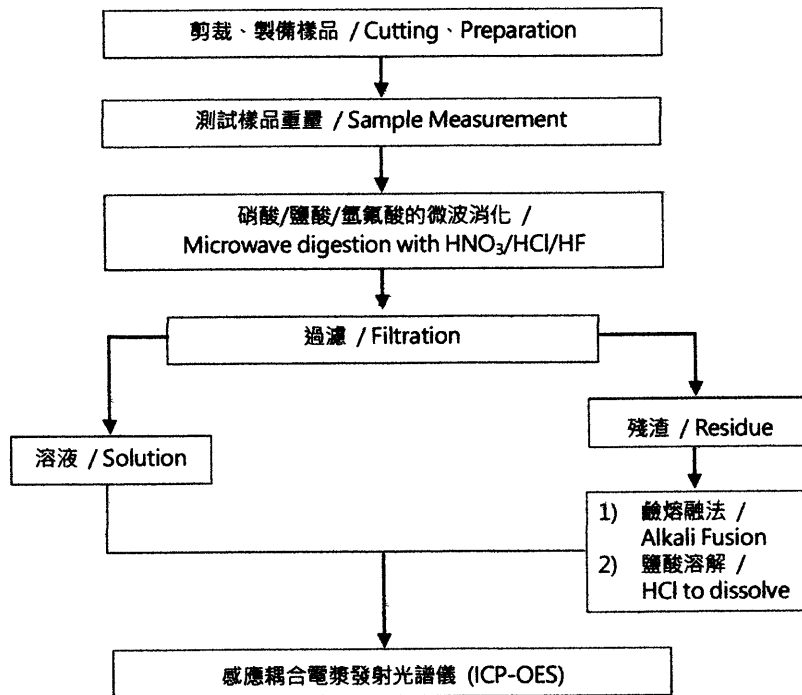 剪裁、製備樣品 / Cutting、Preparation
測試樣品重量 / Sample Measurement
硝酸/鹽酸/氫氟酸的微波消化 /
Microwave digestion with HNO₃/HCl/HF
過濾 / Filtration
溶液 / Solution
殘渣 / Residue
1) 鹼熔融法 /
Alkali Fusion
2) 鹽酸溶解 /
HCl to dissolve
感應耦合電漿發射光譜儀 (ICP-OES)